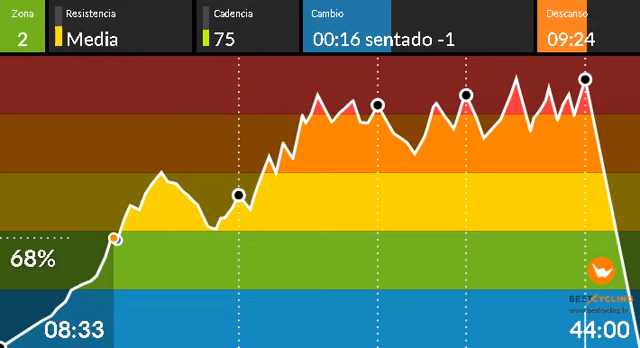 Zona
2
Resistencia
Media
Cadencia
75
Cambio
00:16 sentado -1
Descanso
09:24
68%
08:33
BESTCYCLING
www.bestcycling.tv
44:00